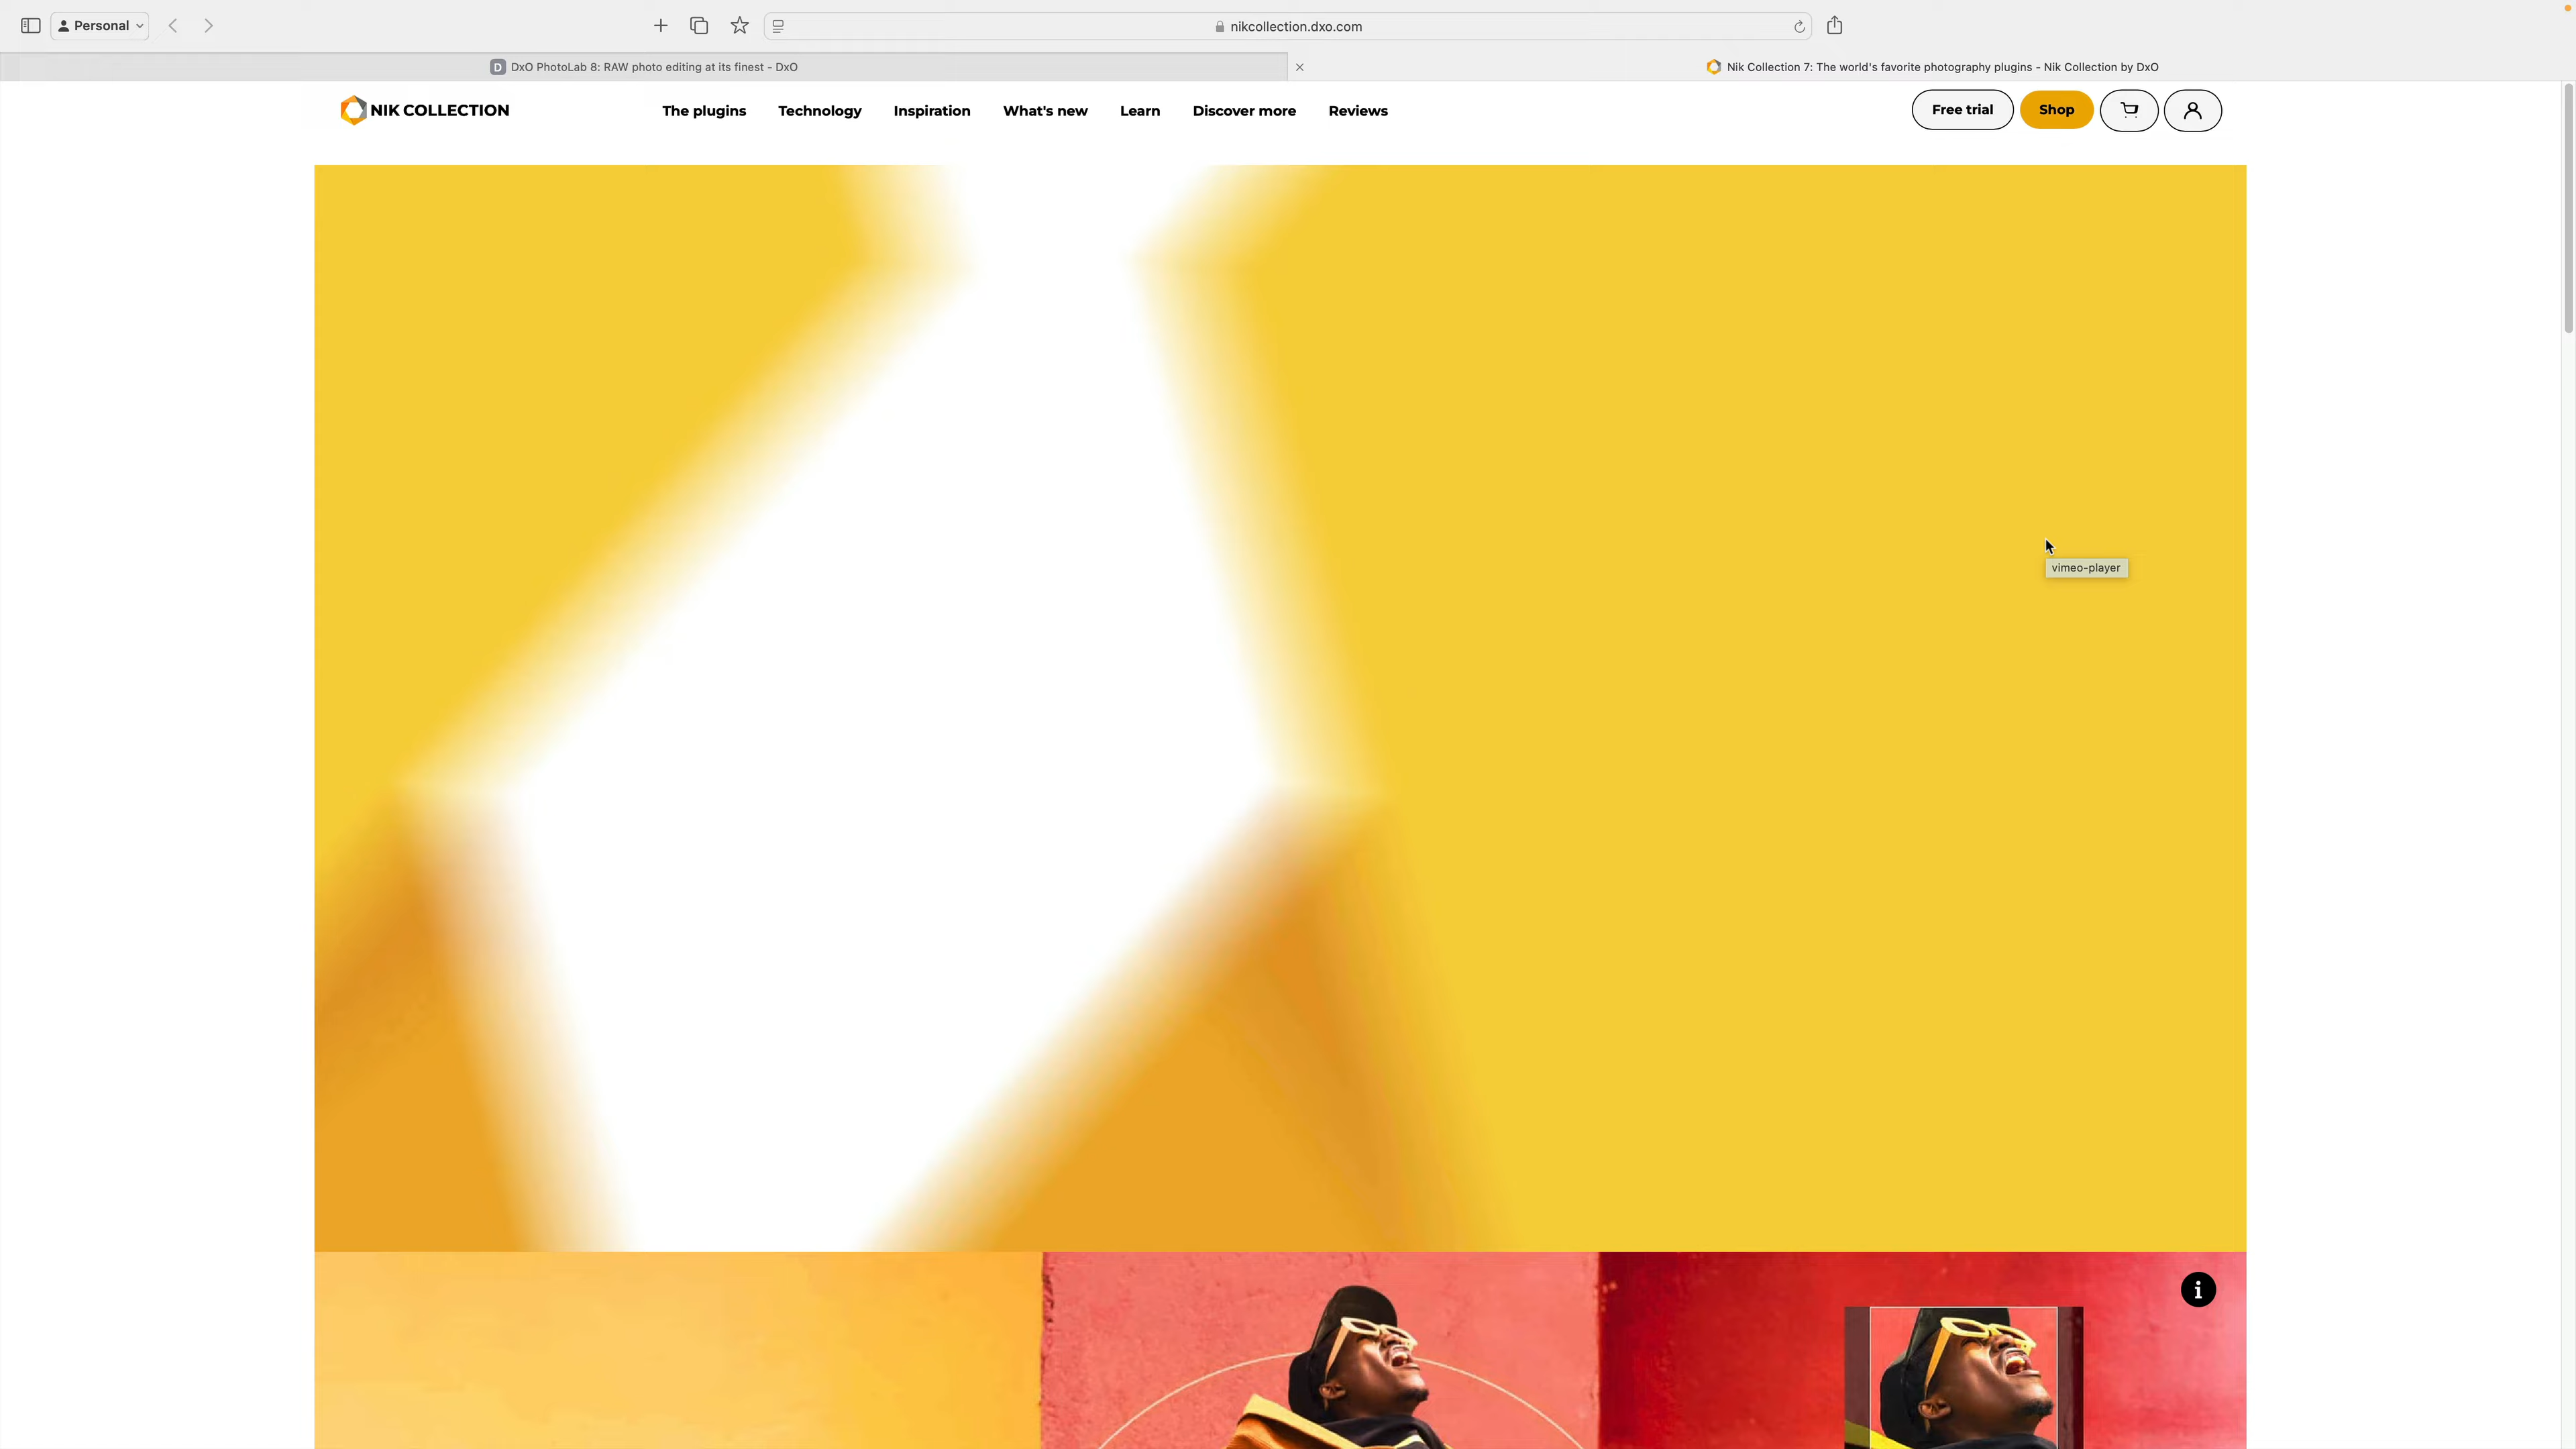 Personal
nikcollection.dxo.com
D DxO PhotoLab 8: RAW photo editing at its finest - DxO
Nik Collection 7: The world's favorite photography plugins - Nik Collection by DxO
NIK COLLECTION
The plugins
Technology
Inspiration
What's new
Learn
Discover more
Reviews
Free trial
Shop
vimeo-player
i